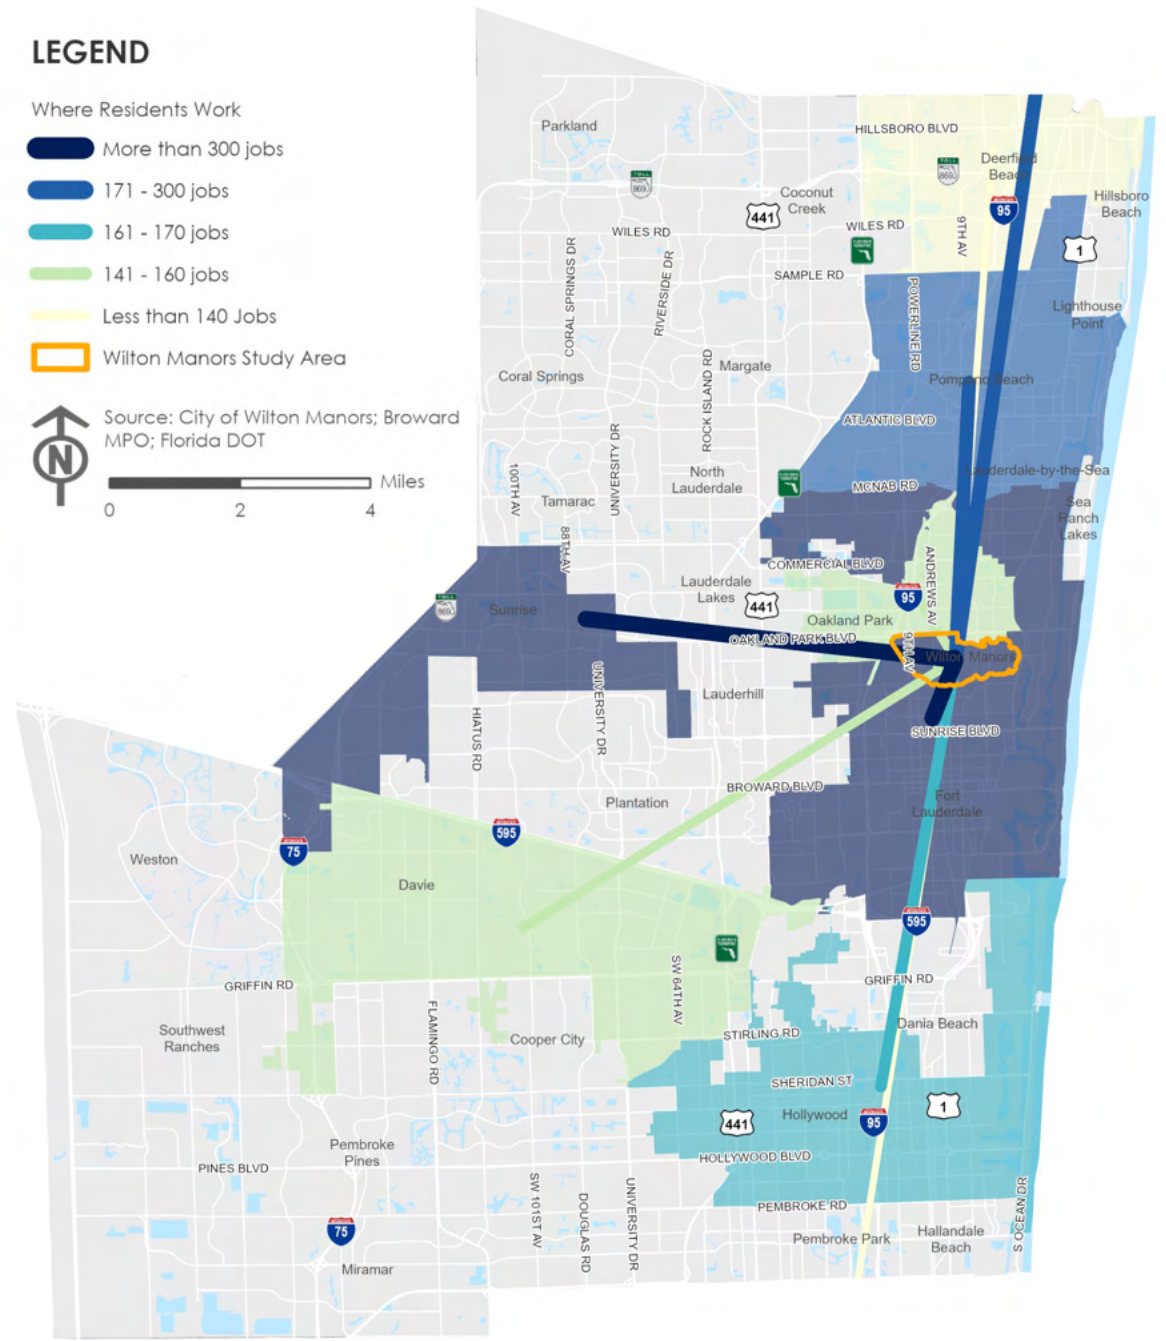 LEGEND
Where Residents Work
More than 300 jobs
171 - 300 jobs
161 - 170 jobs
141 - 160 jobs
Less than 140 Jobs
Wilton Manors Study Area
Source: City of Wilton Manors; Broward
MPO; Florida DOT
N
Miles
0 2 4
Parkland
HILLSBORO BLVD
Deerfield
Beach
TOLL
869
TOLL
869
Coconut
Creek
441
95
Hillsboro
Beach
WILES RD
WILES RD
9TH AV
1
CORAL SPRINGS DR
RIVERSIDE DR
SAMPLE RD
POWERLINE RD
Lighthouse
Point
Coral Springs
Margate
ROCK ISLAND RD
Pompano Beach
ATLANTIC BLVD
UNIVERSITY DR
100TH AV
North
Lauderdale
Lauderdale-by-the-Sea
MCNAB RD
Tamarac
Sea
Ranch
Lakes
88TH AV
COMMERCIAL BLVD
ANDREWS AV
Lauderdale
Lakes
441
95
TOLL
869
Sunrise
Oakland Park
OAKLAND PARK BLVD
9TH AV
Wilton Manors
UNIVERSITY DR
Lauderhill
HIATUS RD
SUNRISE BLVD
BROWARD BLVD
Plantation
Fort
Lauderdale
595
75
Weston
Davie
595
SW 64TH AV
GRIFFIN RD
GRIFFIN RD
FLAMINGO RD
Southwest
Ranches
Cooper City
STIRLING RD
Dania Beach
SHERIDAN ST
Hollywood
1
441
95
Pembroke
Pines
PINES BLVD
HOLLYWOOD BLVD
SW 101ST AV
DOUGLAS RD
UNIVERSITY DR
PEMBROKE RD
S OCEAN DR
75
Pembroke Park
Hallandale
Beach
Miramar